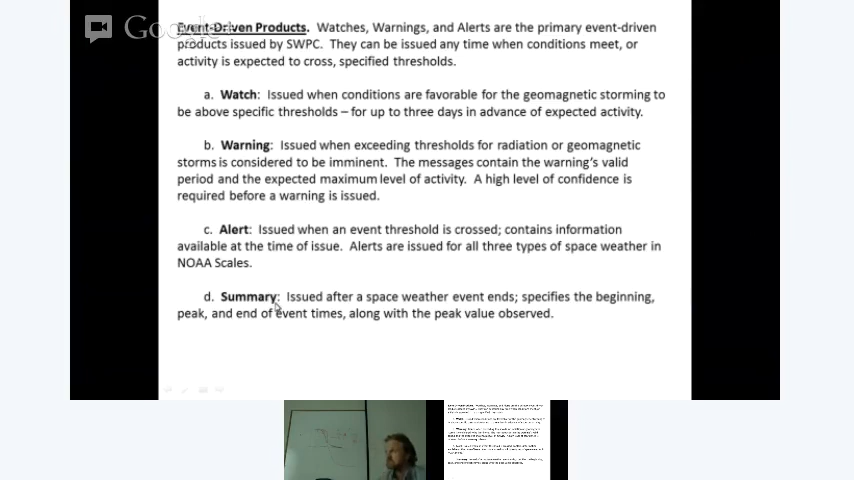 Google
Event-Driven Products. Watches, Warnings, and Alerts are the primary event-driven
products issued by SWPC. They can be issued any time when conditions meet, or
activity is expected to cross, specified thresholds.
a. Watch: Issued when conditions are favorable for the geomagnetic storming to
be above specific thresholds – for up to three days in advance of expected activity.
b. Warning: Issued when exceeding thresholds for radiation or geomagnetic
storms is considered to be imminent. The messages contain the warning's valid
period and the expected maximum level of activity. A high level of confidence is
required before a warning is issued.
c. Alert: Issued when an event threshold is crossed; contains information
available at the time of issue. Alerts are issued for all three types of space weather in
NOAA Scales.
d. Summary: Issued after a space weather event ends; specifies the beginning,
peak, and end of event times, along with the peak value observed.